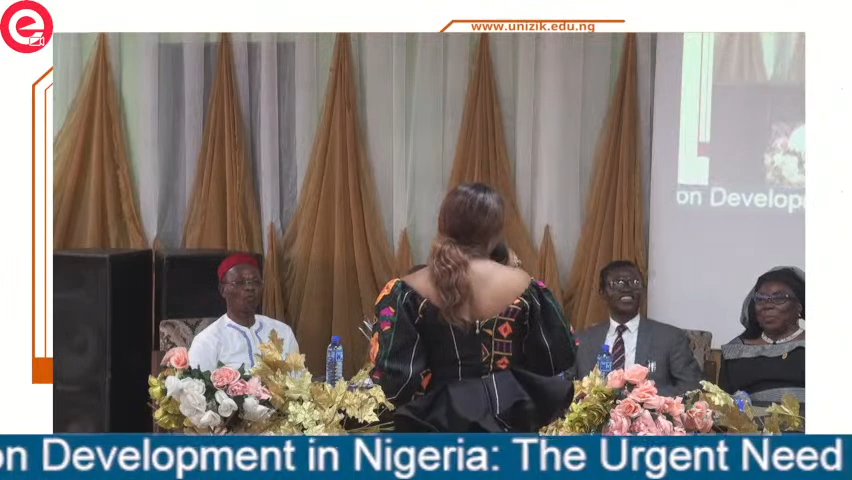 e
www.unizik.edu.ng
on Developm
on Development in Nigeria: The Urgent Need